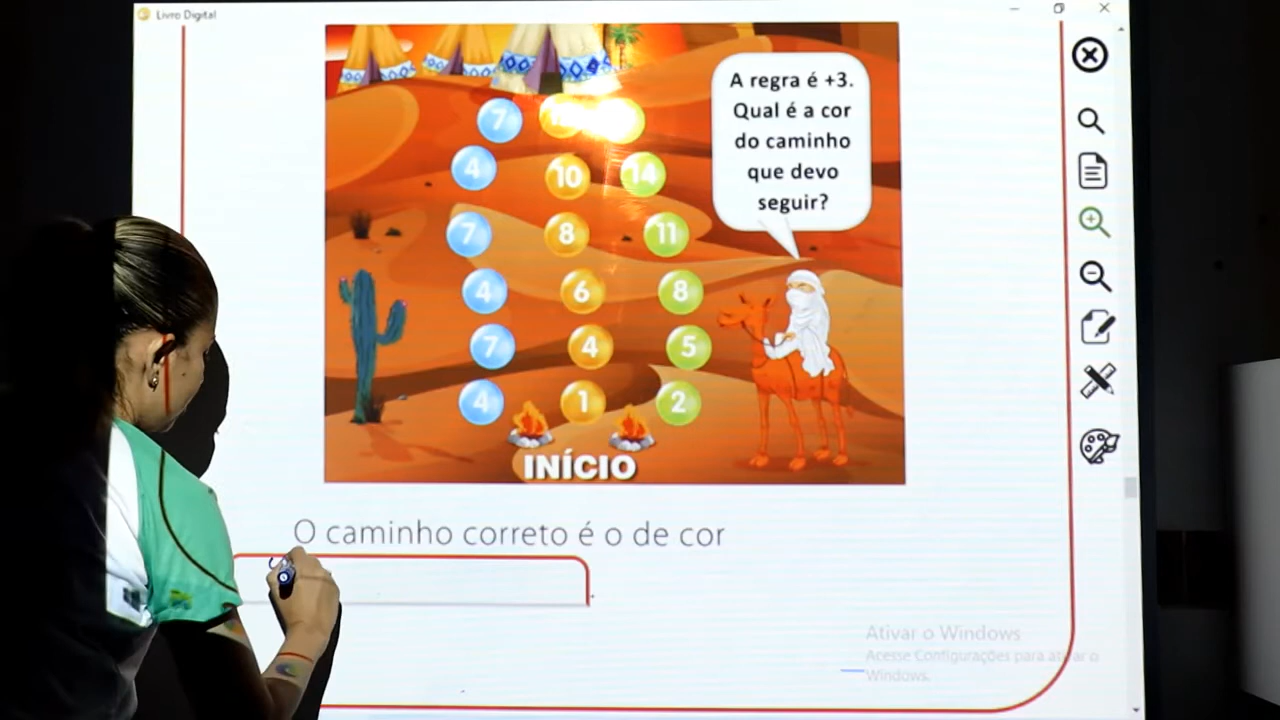 Livro Digital
A regra é +3.
Qual é a cor
do caminho
que devo
seguir?
7
4 10 14
7 8 11
4 6 8
7 4 5
4 1 2
INÍCIO
O caminho correto é o de cor
Ativar o Windows
Acesse Configurações para ativar o
Windows.